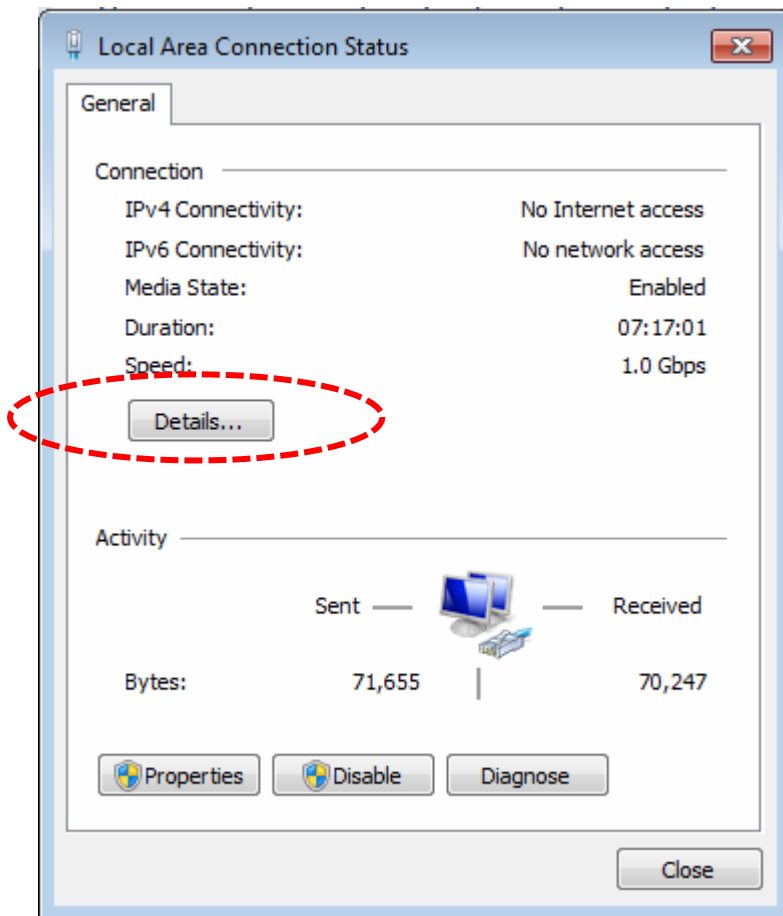 Local Area Connection Status
General
Connection
IPv4 Connectivity: No Internet access
IPv6 Connectivity: No network access
Media State: Enabled
Duration: 07:17:01
Speed: 1.0 Gbps
Details...
Activity
Sent Received
Bytes: 71,655 70,247
Properties Disable Diagnose
Close